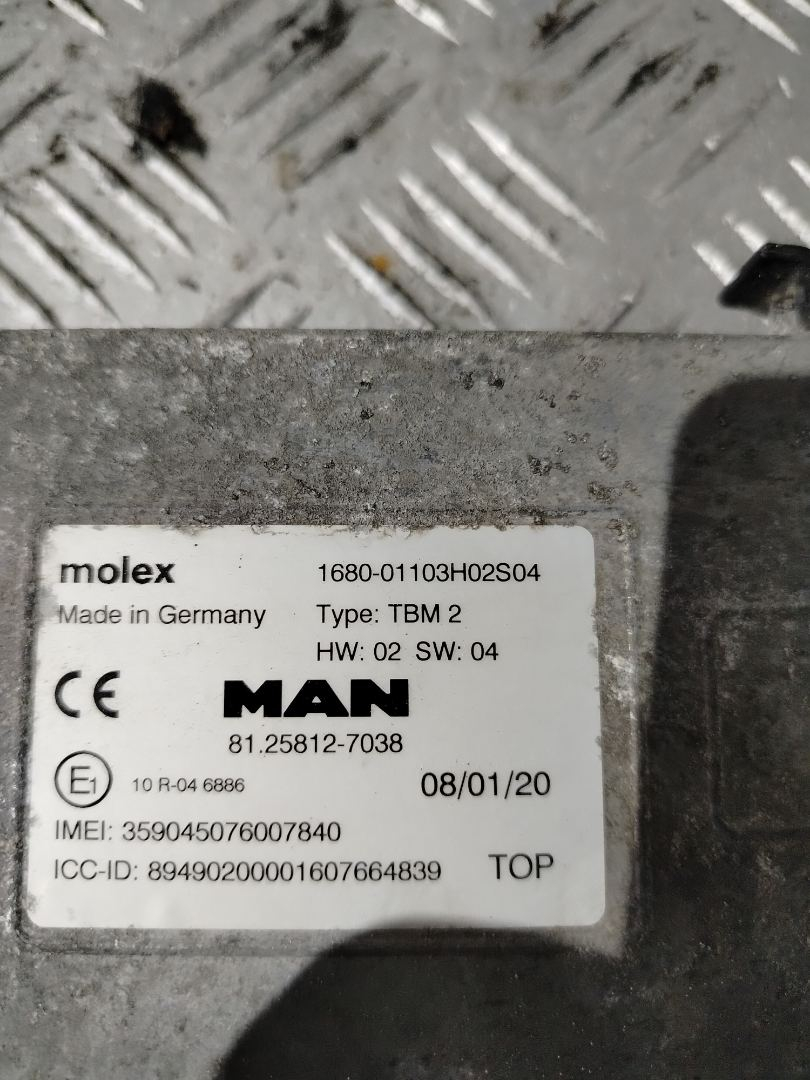 molex 1680-01103H02S04
Made in Germany Type: TBM 2
HW: 02 SW: 04
CE MAN
81.25812-7038
E1 10 R-04 6886 08/01/20
IMEI: 359045076007840
ICC-ID: 89490200001607664839 TOP